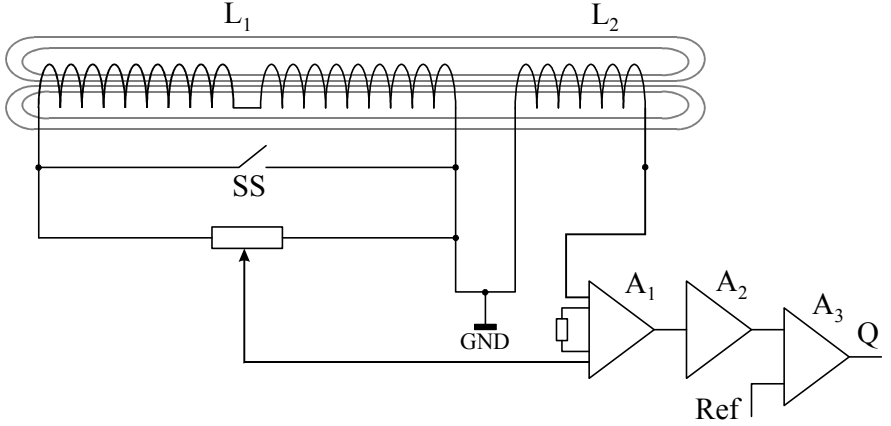 L1 L2
SS
A1 A2 A3 Q
GND
Ref